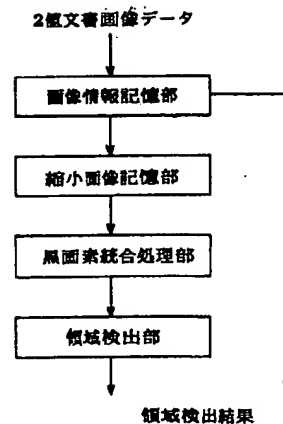 2値文書画像データ
画像情報記憶部
縮小画像記憶部
黒画素統合処理部
領域検出部
領域検出結果